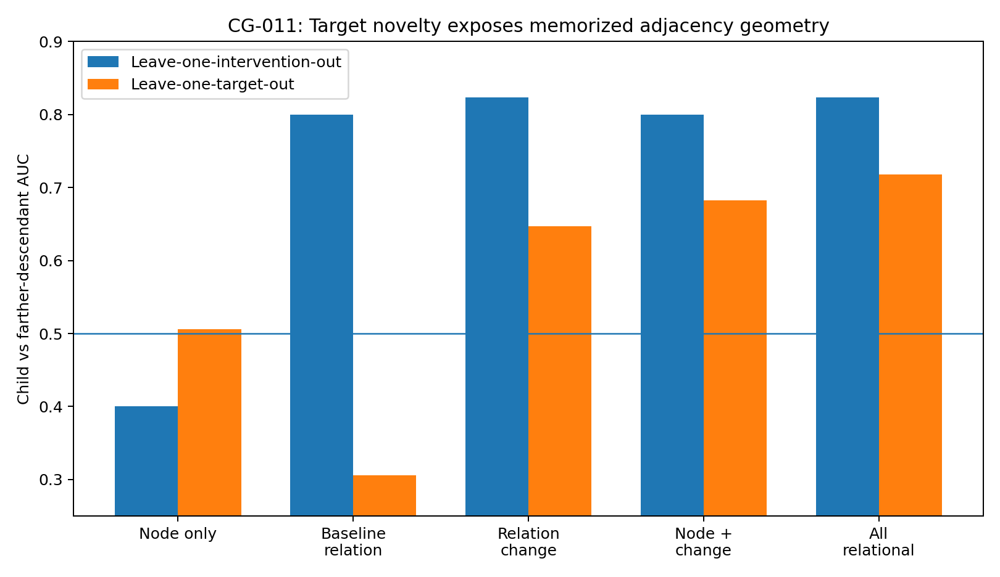 CG-011: Target novelty exposes memorized adjacency geometry
Leave-one-intervention-out
Leave-one-target-out
Child vs farther-descendant AUC
0.9
0.8
0.7
0.6
0.5
0.4
0.3
Node only
Baseline
relation
Relation
change
Node +
change
All
relational